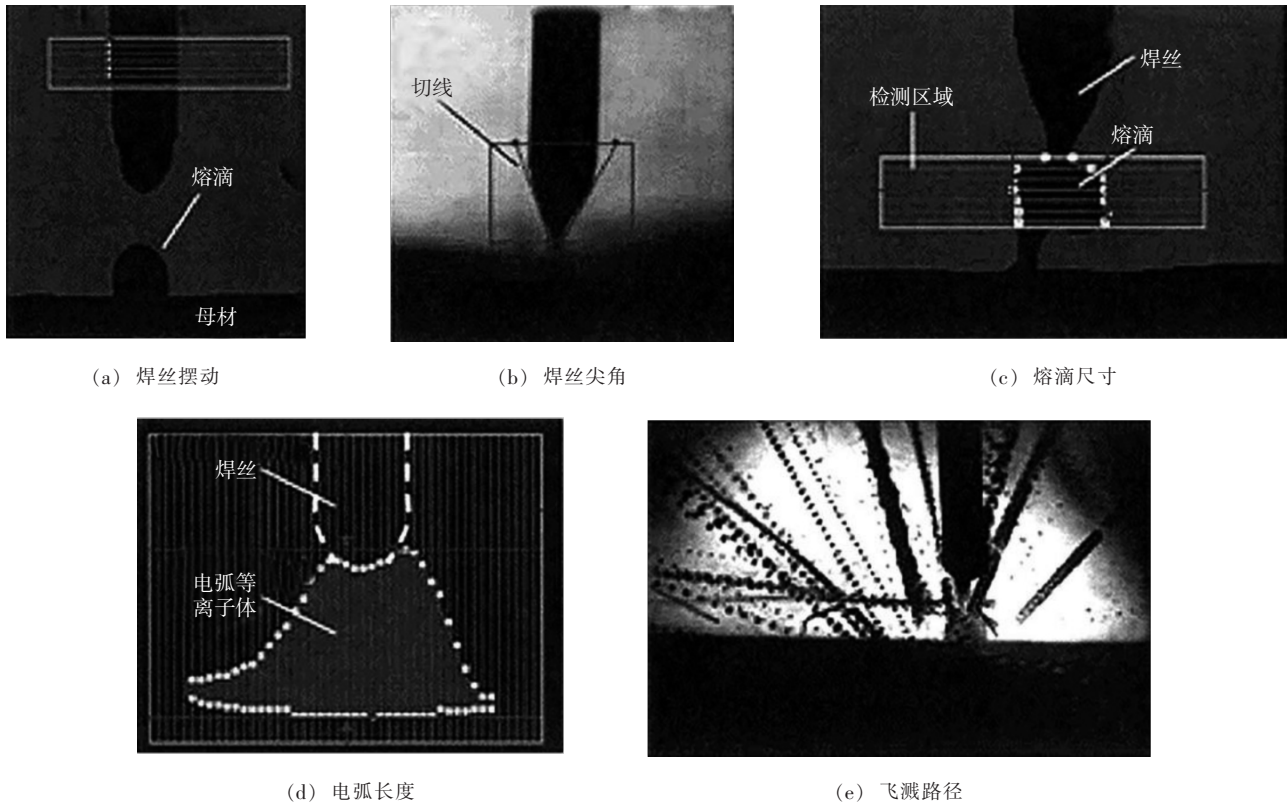 熔滴
母材
切线
焊丝
检测区域
熔滴
(a) 焊丝摆动
(b) 焊丝尖角
(c) 熔滴尺寸
焊丝
电弧等
离子体
(d) 电弧长度
(e) 飞溅路径